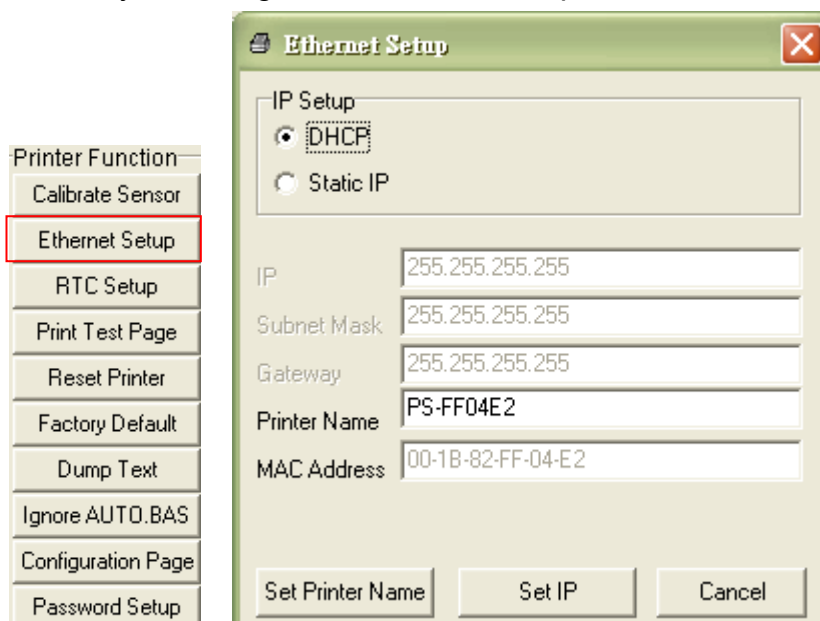 Printer Function
Calibrate Sensor
Ethernet Setup
RTC Setup
Print Test Page
Reset Printer
Factory Default
Dump Text
Ignore AUTO.BAS
Configuration Page
Password Setup
Ethernet Setup
IP Setup
DHCP
Static IP
IP 255.255.255.255
Subnet Mask 255.255.255.255
Gateway 255.255.255.255
Printer Name PS-FF04E2
MAC Address 00-1B-82-FF-04-E2
Set Printer Name Set IP Cancel